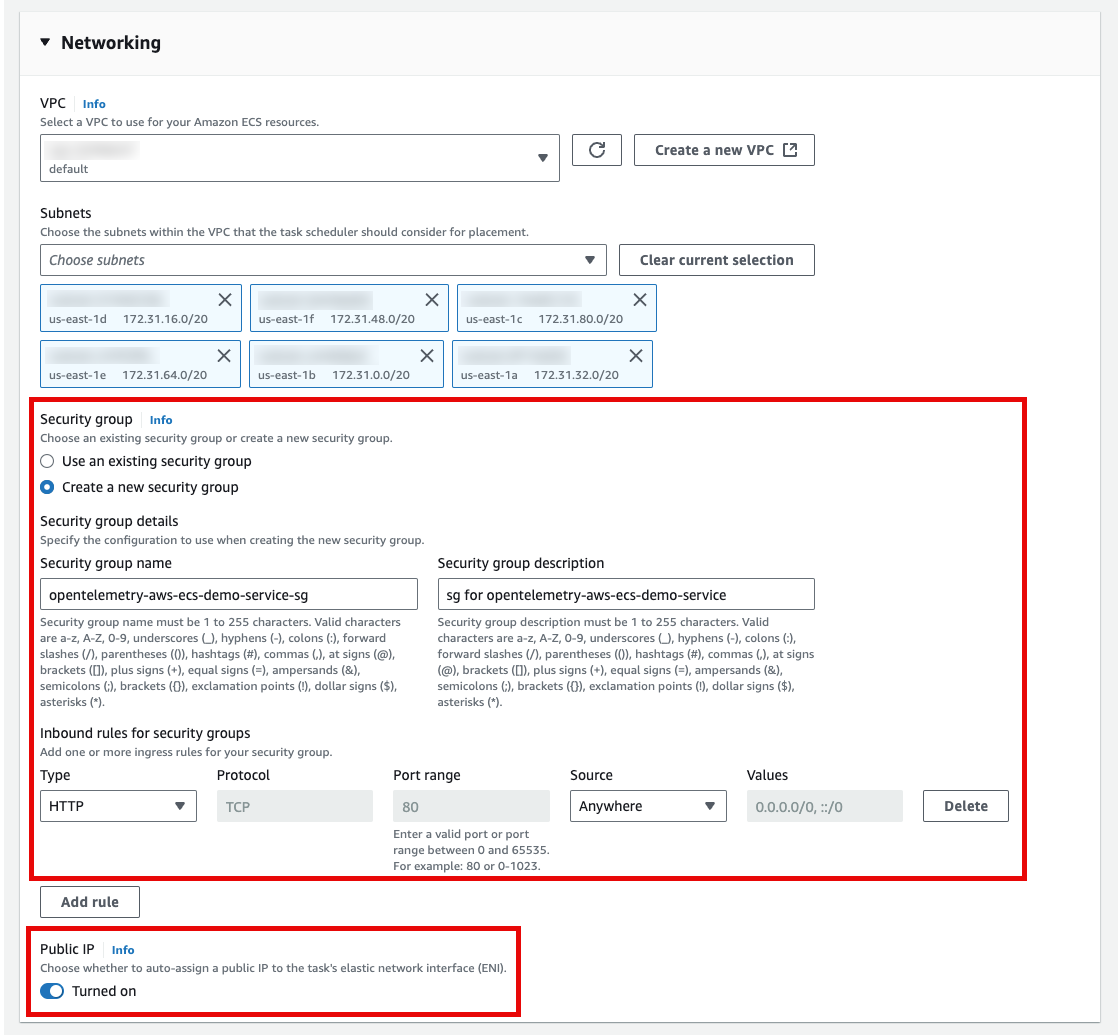 Networking
VPC Info
Select a VPC to use for your Amazon ECS resources.
default
Create a new VPC
Subnets
Choose the subnets within the VPC that the task scheduler should consider for placement.
Choose subnets
Clear current selection
us-east-1d 172.31.16.0/20
us-east-1f 172.31.48.0/20
us-east-1c 172.31.80.0/20
us-east-1e 172.31.64.0/20
us-east-1b 172.31.0.0/20
us-east-1a 172.31.32.0/20
Security group Info
Choose an existing security group or create a new security group.
Use an existing security group
Create a new security group
Security group details
Specify the configuration to use when creating the new security group.
Security group name
opentelemetry-aws-ecs-demo-service-sg
Security group name must be 1 to 255 characters. Valid characters
are a-z, A-Z, 0-9, underscores (_), hyphens (-), colons (:), forward
slashes (/), parentheses (()), hashtags (#), commas (,), at signs (@),
brackets ([]), plus signs (+), equal signs (=), ampersands (&),
semicolons (;), brackets ({}), exclamation points (!), dollar signs ($),
asterisks (*).
Security group description
sg for opentelemetry-aws-ecs-demo-service
Security group description must be 1 to 255 characters. Valid
characters are a-z, A-Z, 0-9, underscores (_), hyphens (-), colons (:),
forward slashes (/), parentheses (()), hashtags (#), commas (,), at signs
(@), brackets ([]), plus signs (+), equal signs (=), ampersands (&),
semicolons (;), brackets ({}), exclamation points (!), dollar signs ($),
asterisks (*).
Inbound rules for security groups
Add one or more ingress rules for your security group.
Type
HTTP
Protocol
TCP
Port range
80
Enter a valid port or port
range between 0 and 65535.
For example: 80 or 0-1023.
Source
Anywhere
Values
0.0.0.0/0, ::/0
Delete
Add rule
Public IP Info
Choose whether to auto-assign a public IP to the task's elastic network interface (ENI).
Turned on